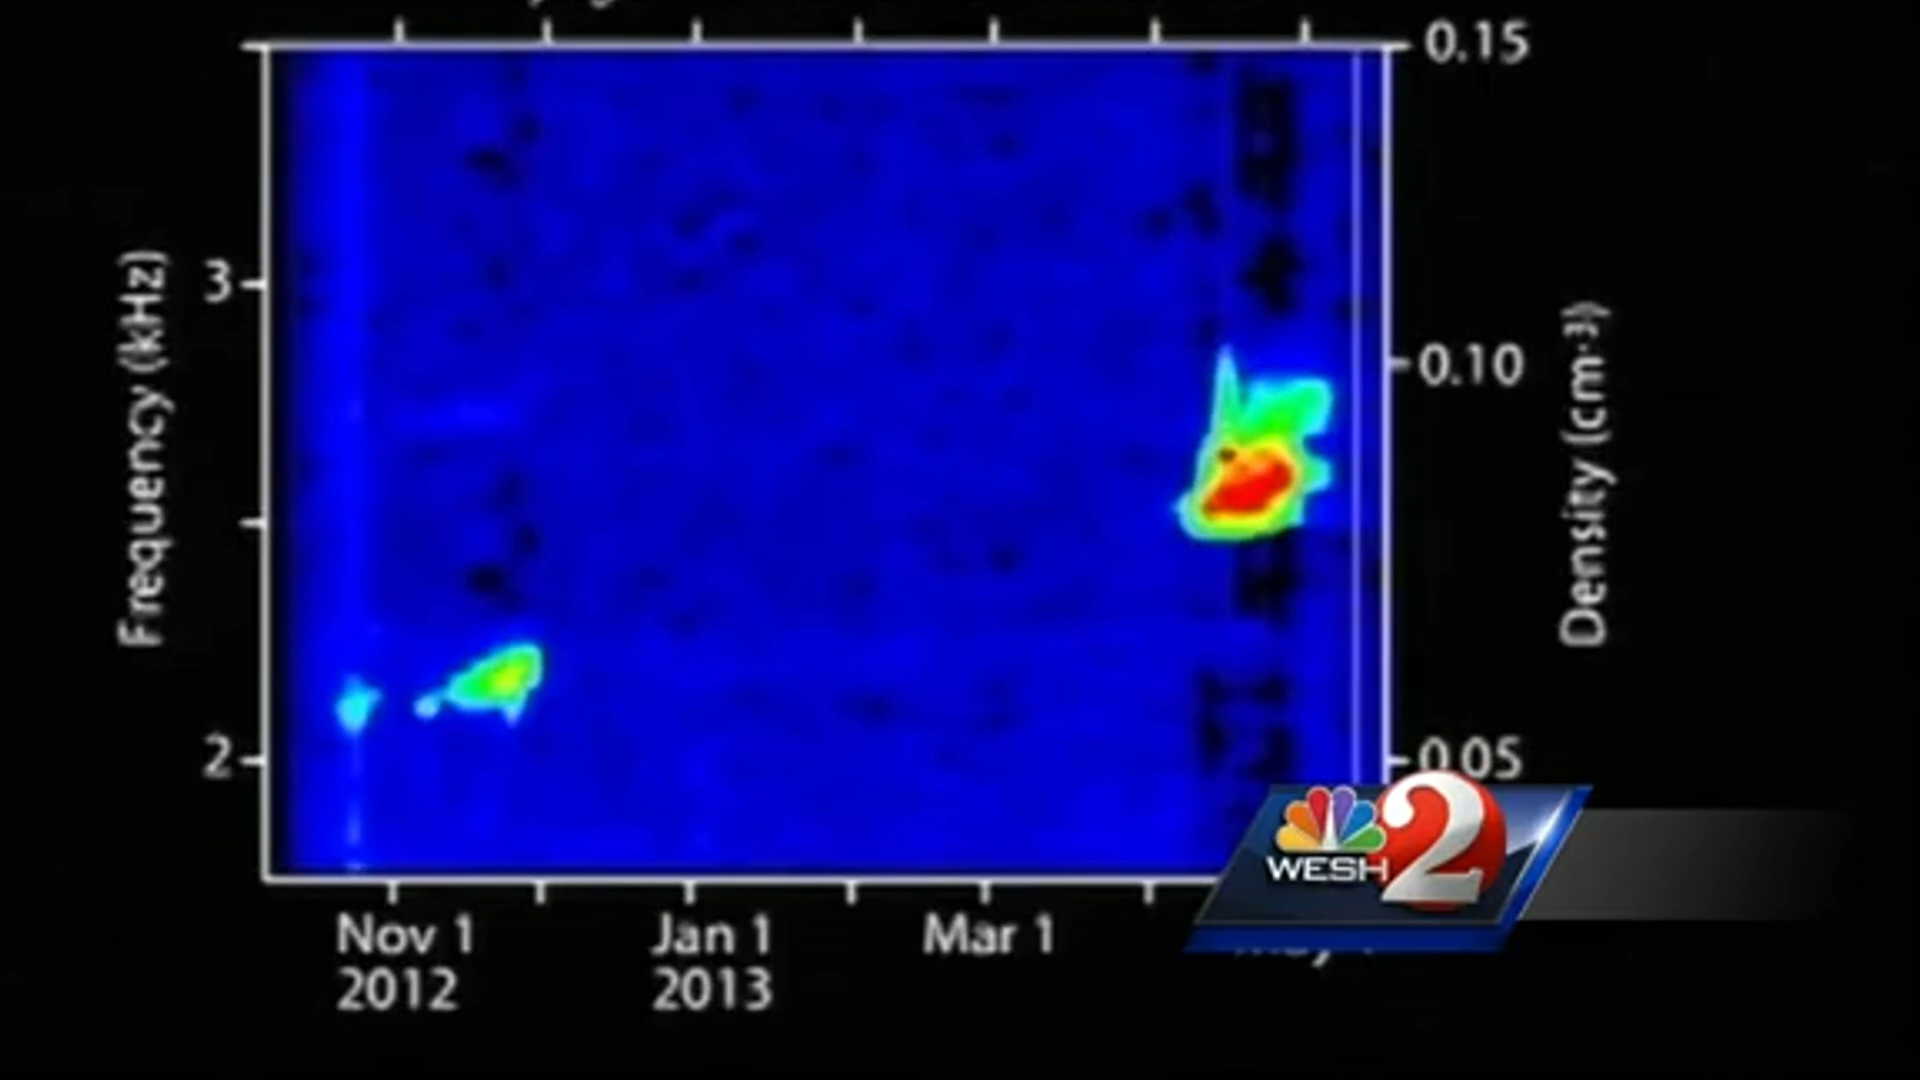 0.15
3
0.10
Frequency (kHz)
Density (cm-3)
2
0.05
WESH 2
Nov 1
2012
Jan 1
2013
Mar 1